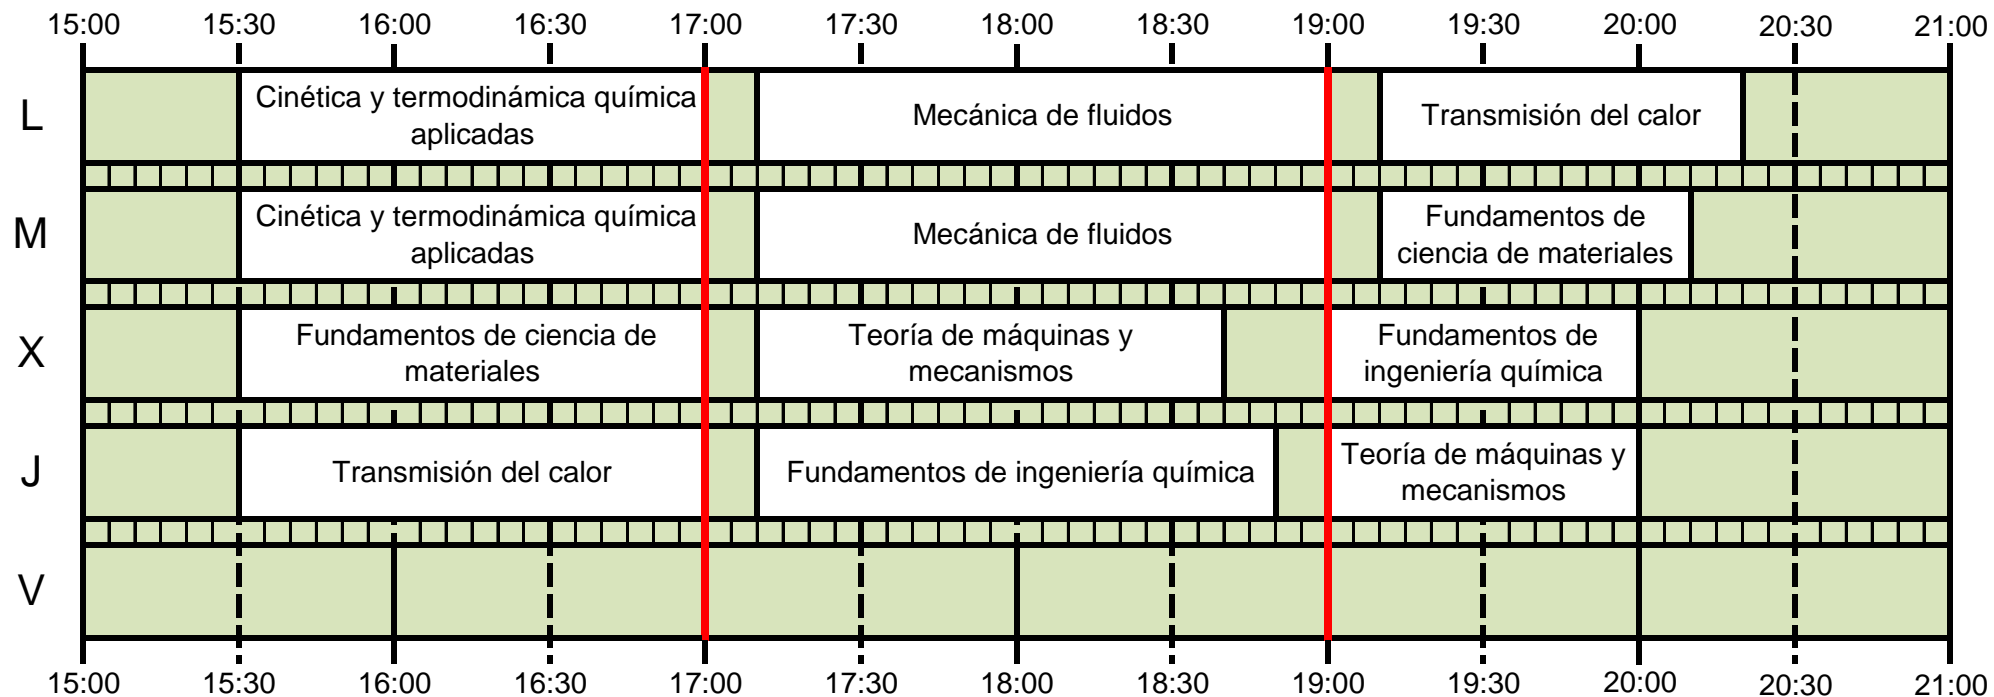 15:00 15:30 16:00 16:30 17:00 17:30 18:00 18:30 19:00 19:30 20:00 20:30 21:00
L
Cinética y termodinámica química
aplicadas
Mecánica de fluidos
Transmisión del calor
M
Cinética y termodinámica química
aplicadas
Mecánica de fluidos
Fundamentos de
ciencia de materiales
X
Fundamentos de ciencia de
materiales
Teoría de máquinas y
mecanismos
Fundamentos de
ingeniería química
J
Transmisión del calor
Fundamentos de ingeniería química
Teoría de máquinas y
mecanismos
V
15:00 15:30 16:00 16:30 17:00 17:30 18:00 18:30 19:00 19:30 20:00 20:30 21:00